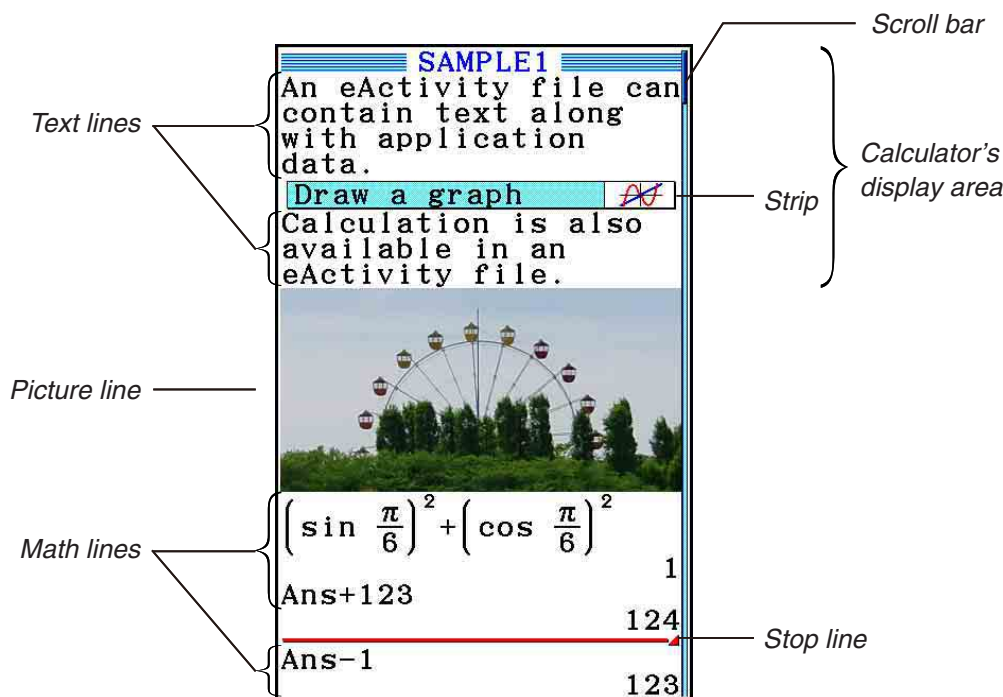 Scroll bar
SAMPLE1
An eActivity file can
contain text along
with application
data.
Text lines
Calculator's
display area
Draw a graph
Strip
Calculation is also
available in an
eActivity file.
Picture line
Math lines
(sin π/6)²+(cos π/6)²
1
Ans+123
124
Stop line
Ans−1
123